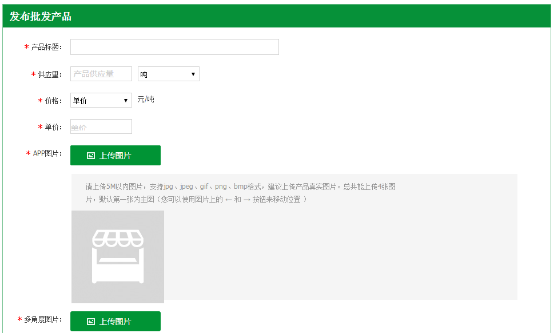 发布批发产品
* 产品标签:
* 供应量: 产品供应量 吨
* 价格: 单价 元/吨;
* 单价: 单价
* APP图片: 上传图片
请上传5M以内图片，支持jpg、jpeg、gif、png、bmp格式，建议上传产品真实图片，总共能上传4张图
片，默认第一张为主图（您可以使用图片上的 ← 和 → 按钮来移动位置 ）
* 多角度图片: 上传图片